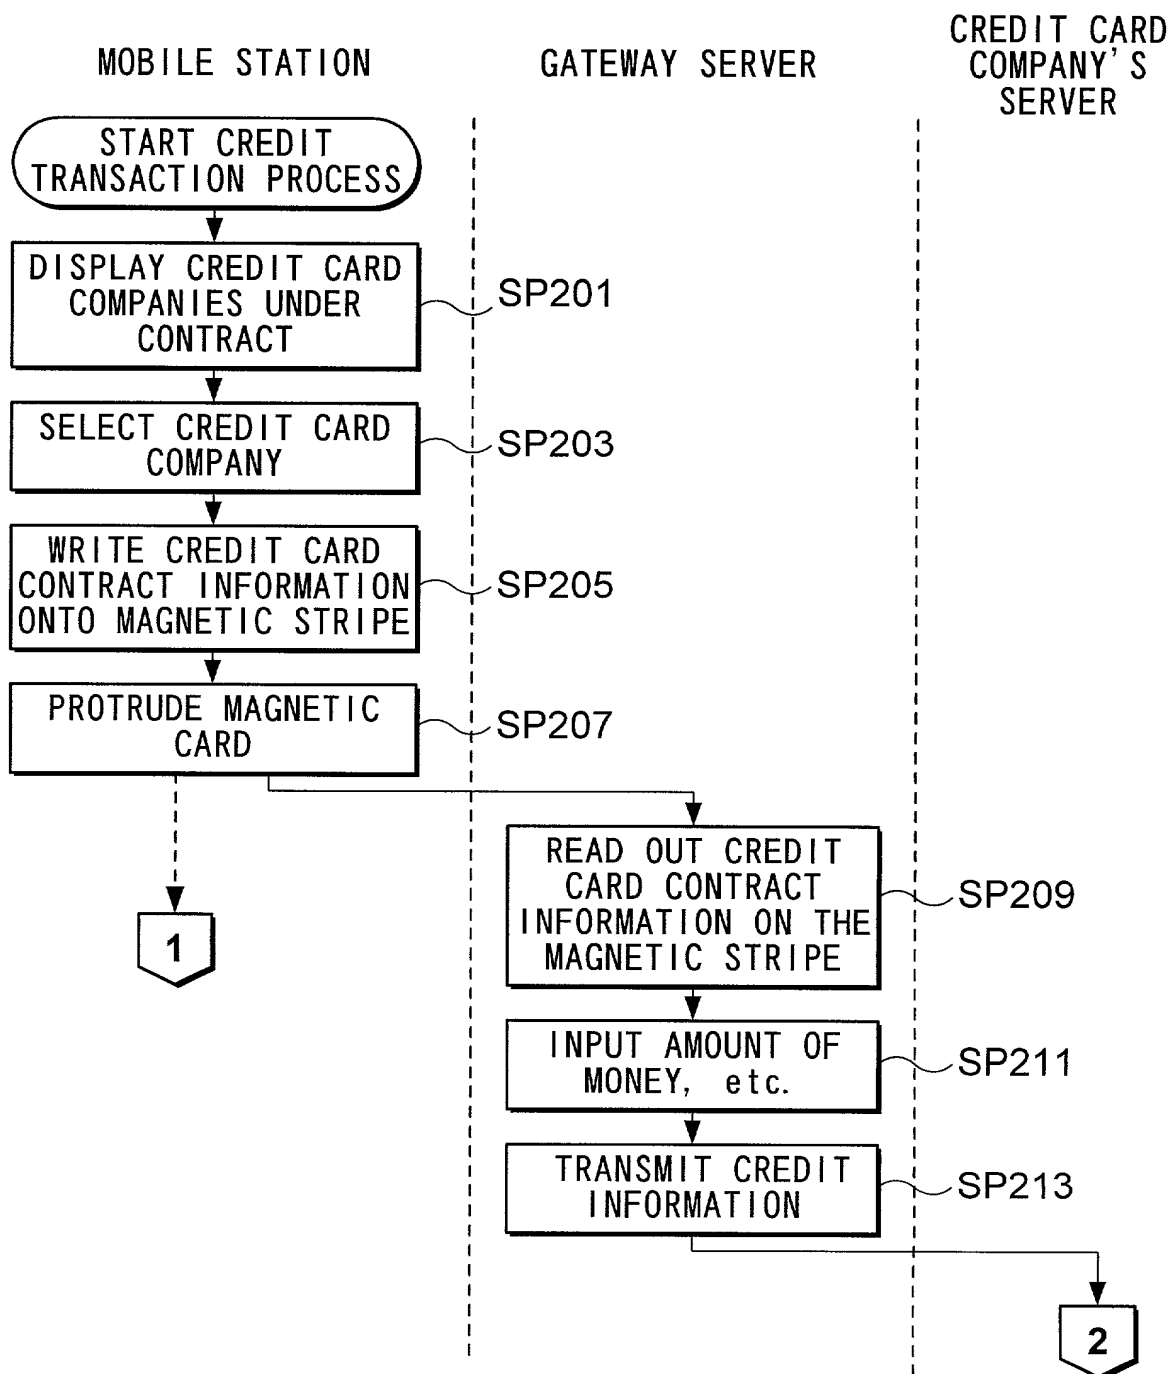 MOBILE STATION
GATEWAY SERVER
CREDIT CARD
COMPANY'S
SERVER
START CREDIT
TRANSACTION PROCESS
DISPLAY CREDIT CARD
COMPANIES UNDER
CONTRACT
SP201
SELECT CREDIT CARD
COMPANY
SP203
WRITE CREDIT CARD
CONTRACT INFORMATION
ONTO MAGNETIC STRIPE
SP205
PROTRUDE MAGNETIC
CARD
SP207
1
READ OUT CREDIT
CARD CONTRACT
INFORMATION ON THE
MAGNETIC STRIPE
SP209
INPUT AMOUNT OF
MONEY, etc.
SP211
TRANSMIT CREDIT
INFORMATION
SP213
2